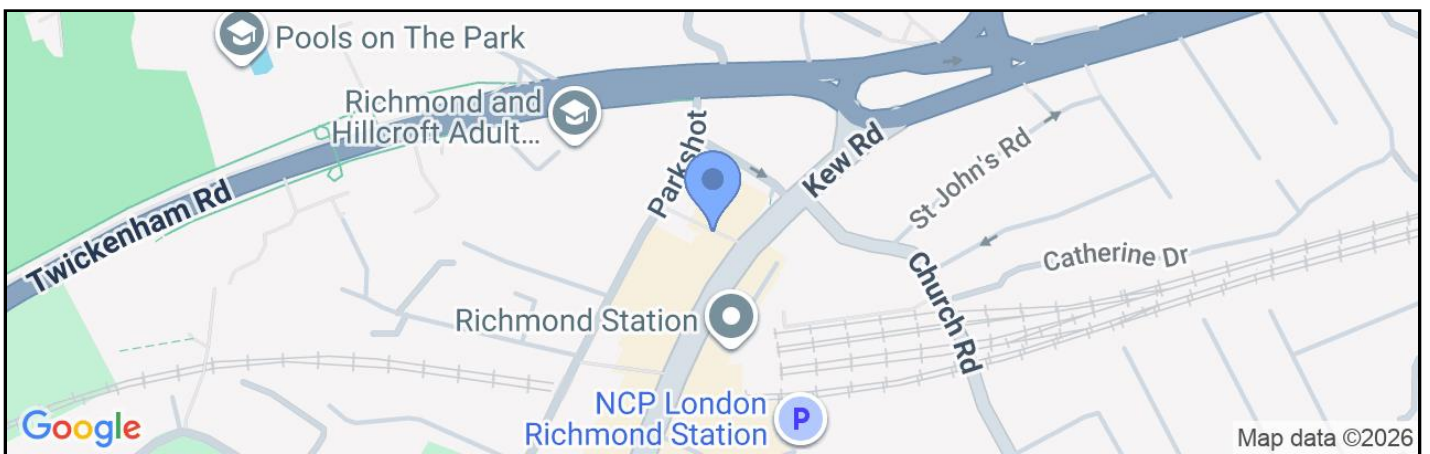 Pools on The Park
Richmond and
Hillcroft Adult...
Parkshot
Kew Rd
St John's Rd
Twickenham Rd
Catherine Dr
Church Rd
Richmond Station
NCP London
Richmond Station
P
Google
Map data ©2026